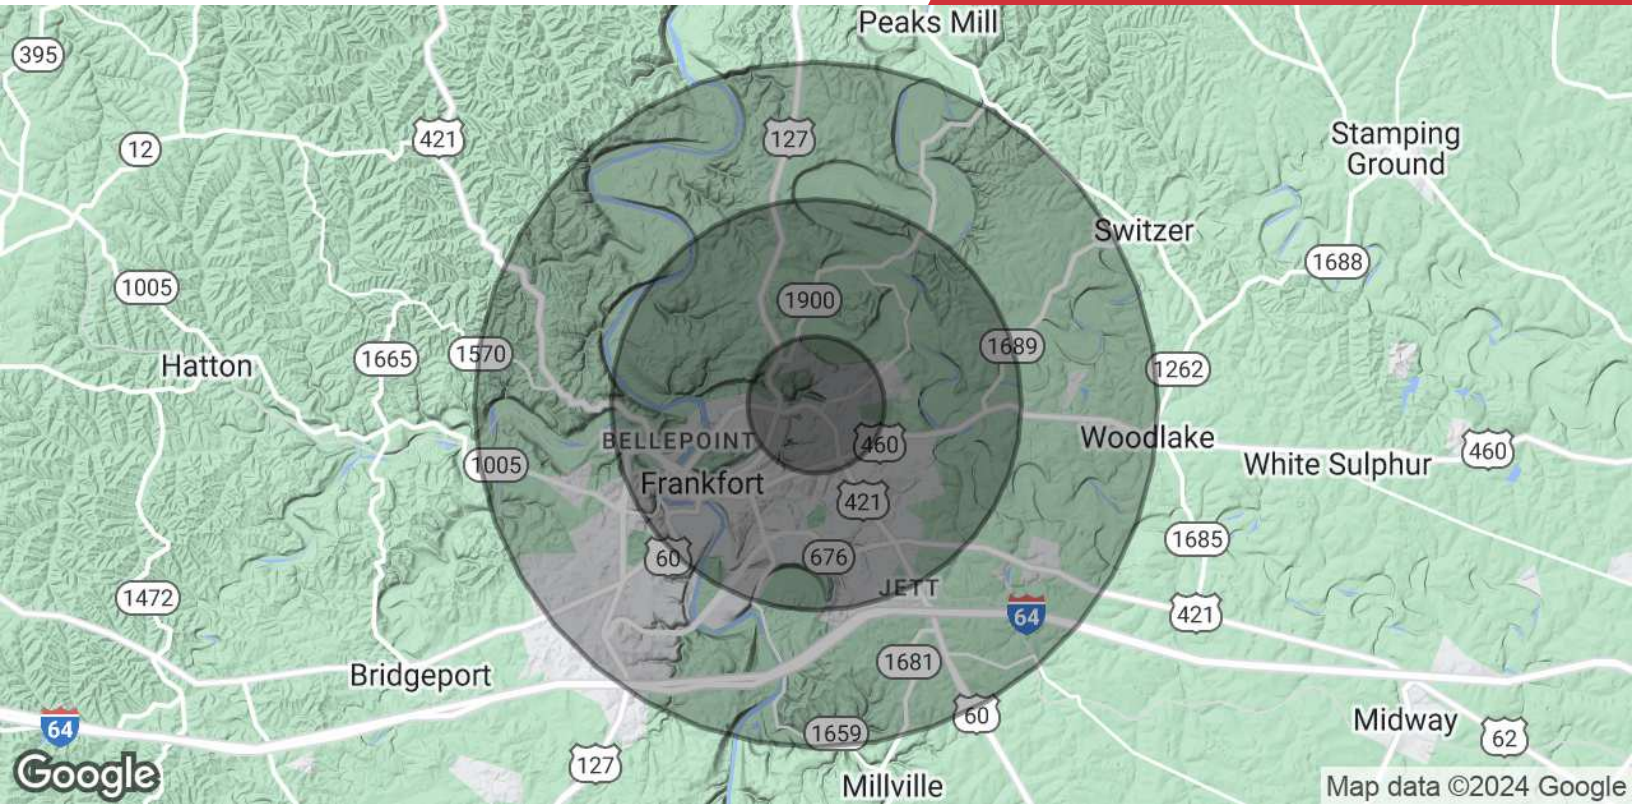 Peaks Mill
395
421
127
12
Stamping
Ground
Switzer
1688
1005
1900
1689
1570
1665
Hatton
1262
BELLEPOINT
460
Woodlake
460
White Sulphur
1005
Frankfort
421
60
676
1685
JETT
1472
64
421
1681
Bridgeport
60
Midway
64
1659
62
127
Google
Millville
Map data ©2024 Google